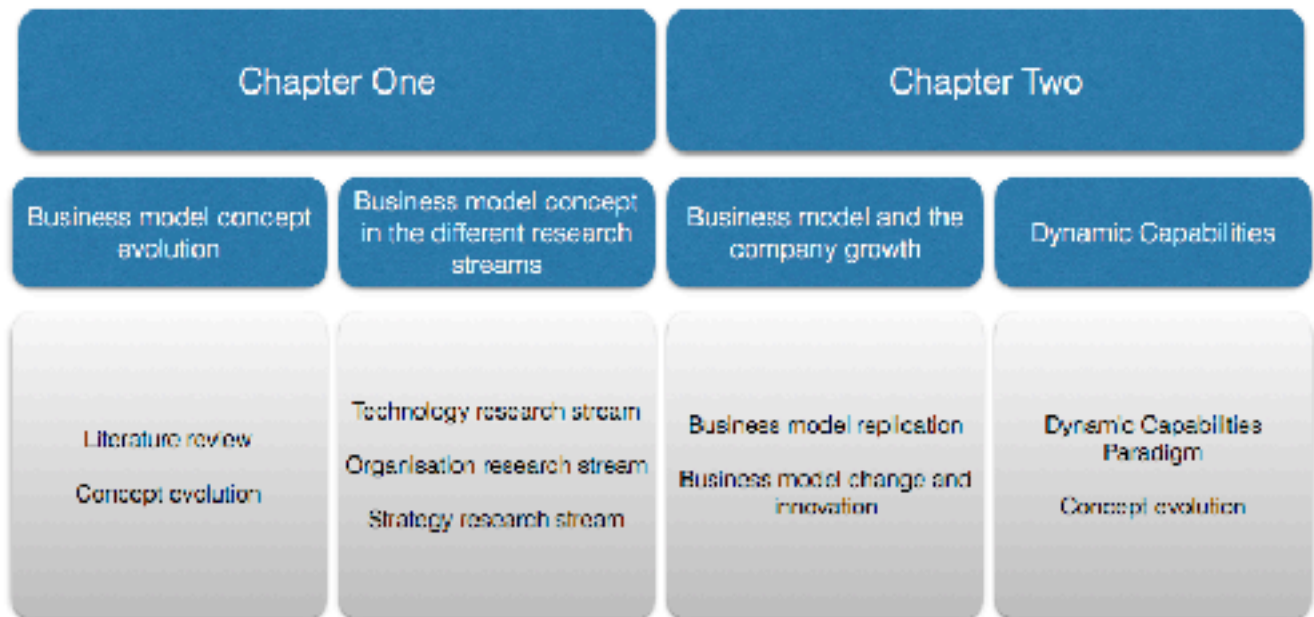 Chapter One
Chapter Two
Business model concept
evolution
Business model concept
in the different research
streams
Business model and the
company growth
Dynamic Capabilities
Literature review
Concept evolution
Technology research stream
Organisation research stream
Strategy research stream
Business model replication
Business model change and
innovation
Dynamic Capabilities
Paradigm
Concept evolution